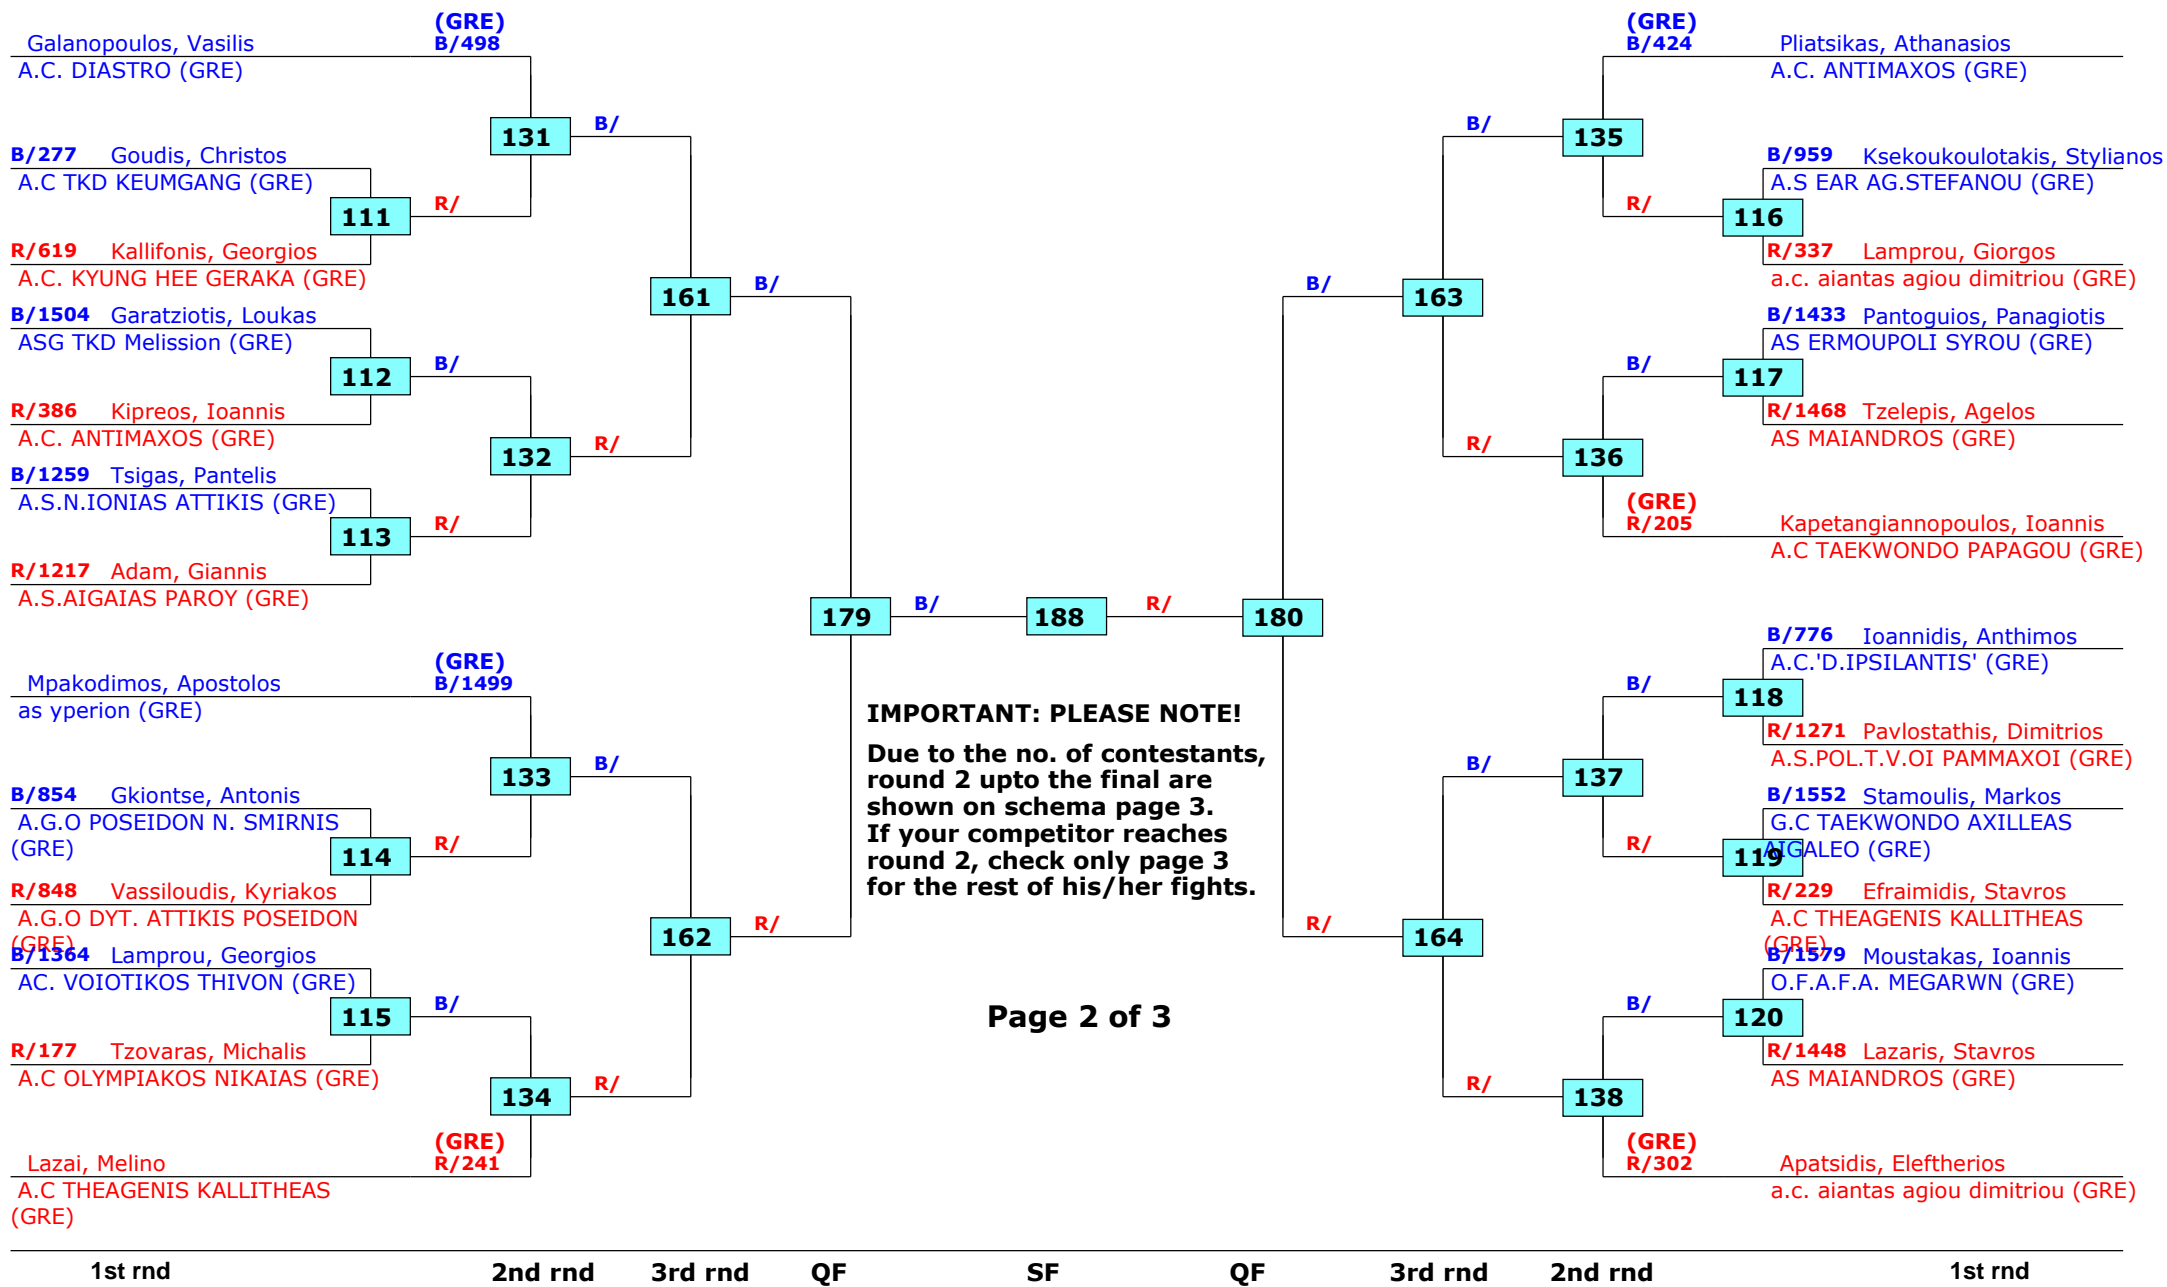 (GRE)
Galanopoulos, Vasilis B/498
A.C. DIASTRO (GRE)
131
B/
B/277 Goudis, Christos
A.C TKD KEUMGANG (GRE)
111
R/
R/619 Kallifonis, Georgios
A.C. KYUNG HEE GERAKA (GRE)
161
B/
B/1504 Garatziotis, Loukas
ASG TKD Melission (GRE)
112
B/
R/386 Kipreos, Ioannis
A.C. ANTIMAXOS (GRE)
132
R/
B/1259 Tsigas, Pantelis
A.S.N.IONIAS ATTIKIS (GRE)
113
R/
R/1217 Adam, Giannis
A.S.AIGAIAS PAROY (GRE)
179
B/
188
R/
180
(GRE)
Mpakodimos, Apostolos B/1499
as yperion (GRE)
133
B/
B/854 Gkiontse, Antonis
A.G.O POSEIDON N. SMIRNIS
(GRE)
114
R/
R/848 Vassiloudis, Kyriakos
A.G.O DYT. ATTIKIS POSEIDON
(GRE)
162
R/
B/1364 Lamprou, Georgios
AC. VOIOTIKOS THIVON (GRE)
115
B/
R/177 Tzovaras, Michalis
A.C OLYMPIAKOS NIKAIAS (GRE)
134
R/
(GRE)
Lazai, Melino R/241
A.C THEAGENIS KALLITHEAS
(GRE)
IMPORTANT: PLEASE NOTE!
Due to the no. of contestants,
round 2 upto the final are
shown on schema page 3.
If your competitor reaches
round 2, check only page 3
for the rest of his/her fights.
Page 2 of 3
(GRE)
B/424 Pliatsikas, Athanasios
A.C. ANTIMAXOS (GRE)
B/
135
B/959 Ksekoukoulotakis, Stylianos
A.S EAR AG.STEFANOU (GRE)
R/
116
R/337 Lamprou, Giorgos
a.c. aiantas agiou dimitriou (GRE)
B/
163
B/1433 Pantoguios, Panagiotis
AS ERMOUPOLI SYROU (GRE)
B/
117
R/1468 Tzelepis, Agelos
AS MAIANDROS (GRE)
R/
136
(GRE)
R/205 Kapetangiannopoulos, Ioannis
A.C TAEKWONDO PAPAGOU (GRE)
B/776 Ioannidis, Anthimos
A.C.'D.IPSILANTIS' (GRE)
B/
118
R/1271 Pavlostathis, Dimitrios
A.S.POL.T.V.OI PAMMAXOI (GRE)
B/
137
B/1552 Stamoulis, Markos
G.C TAEKWONDO AXILLEAS
AIGALEO (GRE)
R/
119
R/229 Efraimidis, Stavros
A.C THEAGENIS KALLITHEAS
(GRE)
R/
164
B/1579 Moustakas, Ioannis
O.F.A.F.A. MEGARWN (GRE)
B/
120
R/1448 Lazaris, Stavros
AS MAIANDROS (GRE)
R/
138
(GRE)
R/302 Apatsidis, Eleftherios
a.c. aiantas agiou dimitriou (GRE)
1st rnd 2nd rnd 3rd rnd QF SF QF 3rd rnd 2nd rnd 1st rnd